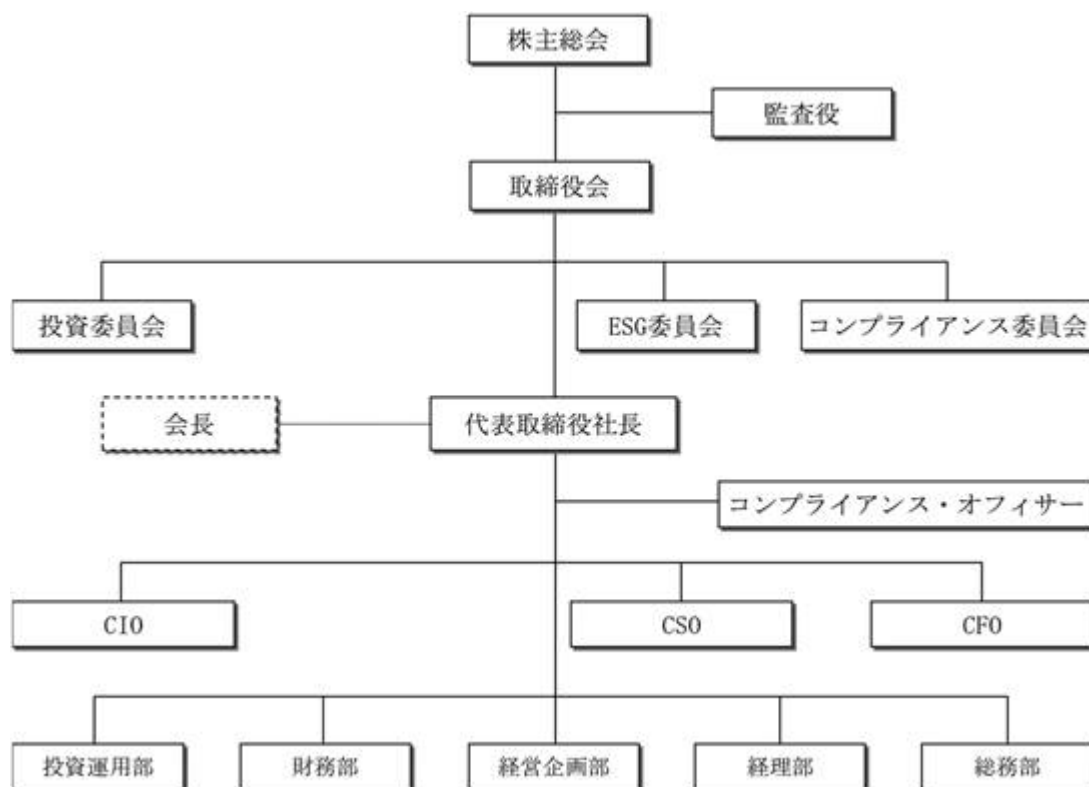 株主総会
監査役
取締役会
投資委員会
ESG委員会
コンプライアンス委員会
会長
代表取締役社長
コンプライアンス・オフィサー
CIO
CSO
CFO
投資運用部
財務部
経営企画部
経理部
総務部